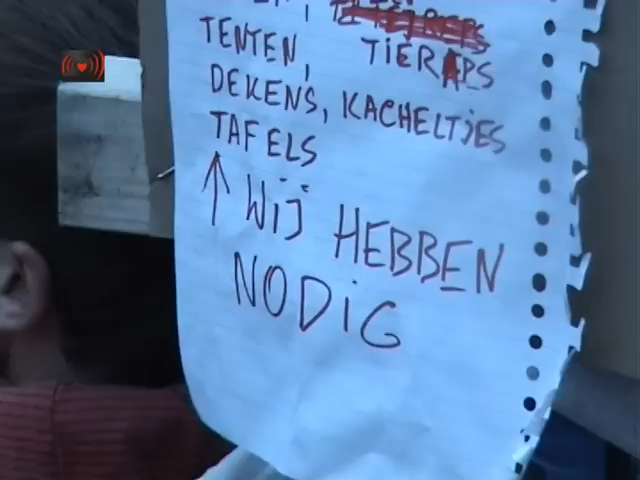 TENTEN, TIERAPS
DEKENS, KACHELTJES
TAFELS
↑ WIJ HEBBEN
NODIG